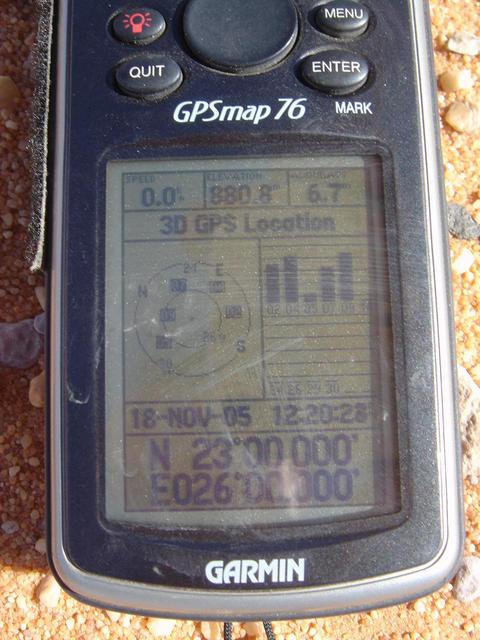 MENU
QUIT
ENTER
GPSmap 76
MARK
SPEED ELEVATION ACCURACY
0.0 880.8 6.7
3D GPS Location
21 E
N
S
18-NOV-05 12:20:28
N 23°00.000'
E026°00.000'
GARMIN